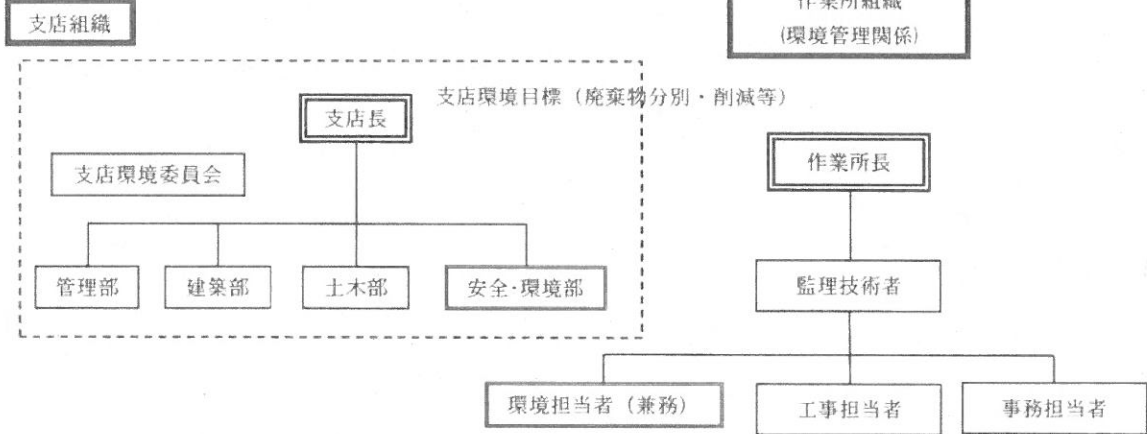 支店組織
作業所組織
(環境管理関係)
支店環境目標（廃棄物分別・削減等）
支店長
支店環境委員会
作業所長
管理部
建築部
土木部
安全・環境部
監理技術者
環境担当者（兼務）
工事担当者
事務担当者